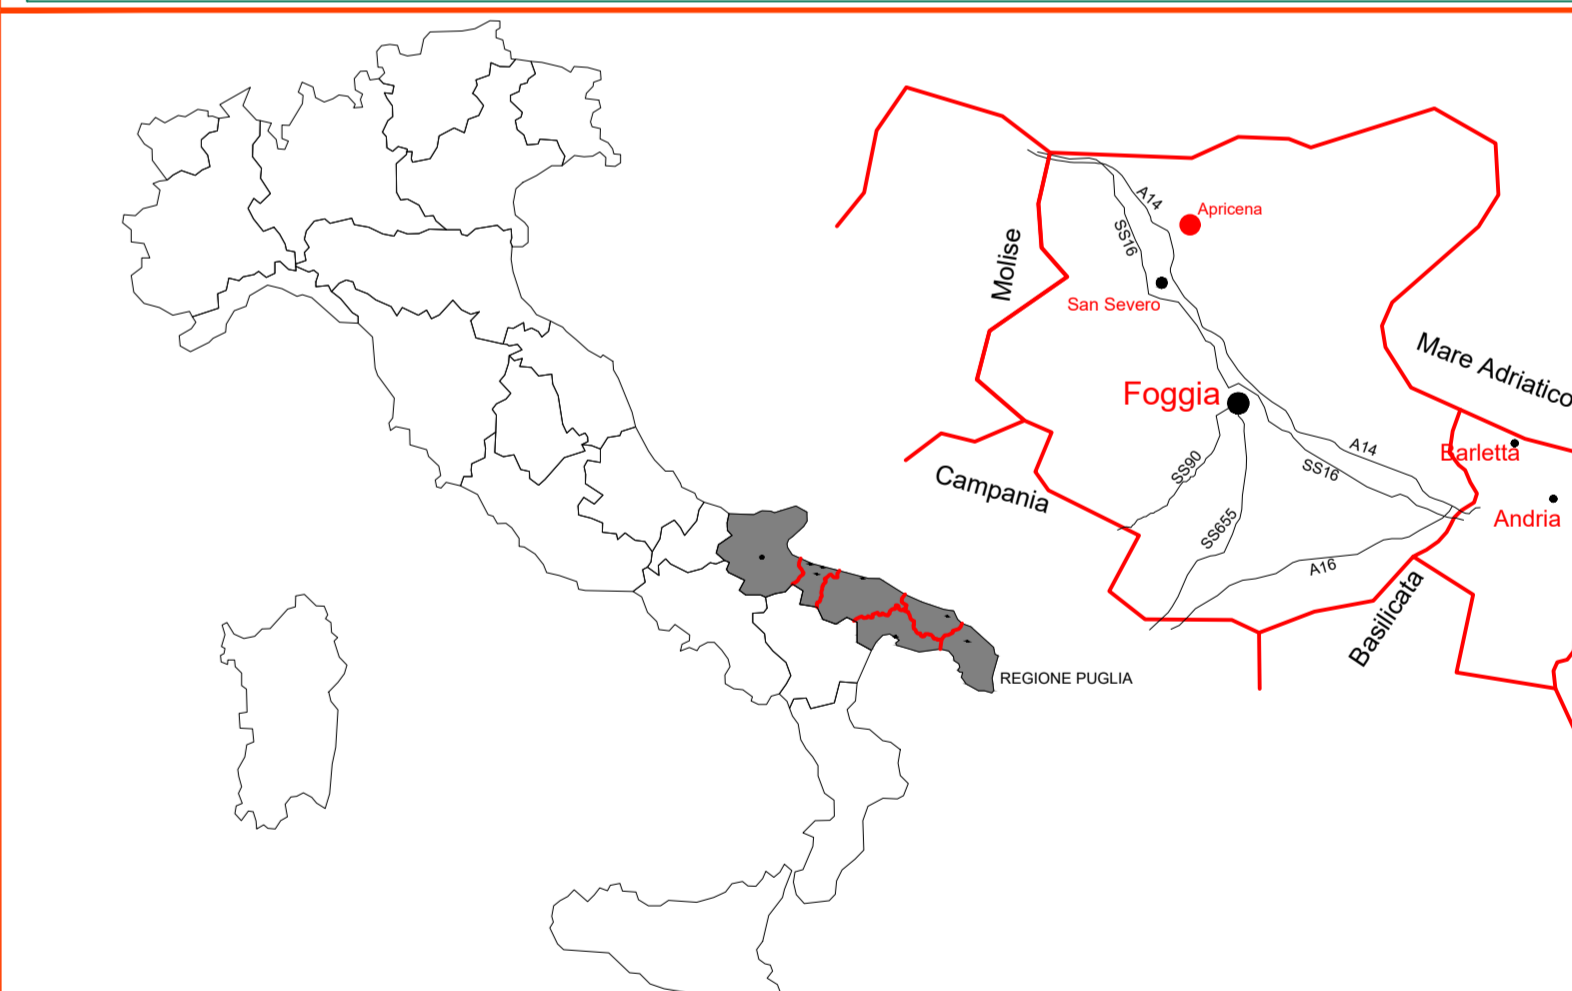 A14
Apricena
SS16
Molise
San Severo
Mare Adriatico
Foggia
A14
Barletta
SS16
SS90
Campania
Andria
SS655
A16
Basilicata
REGIONE PUGLIA